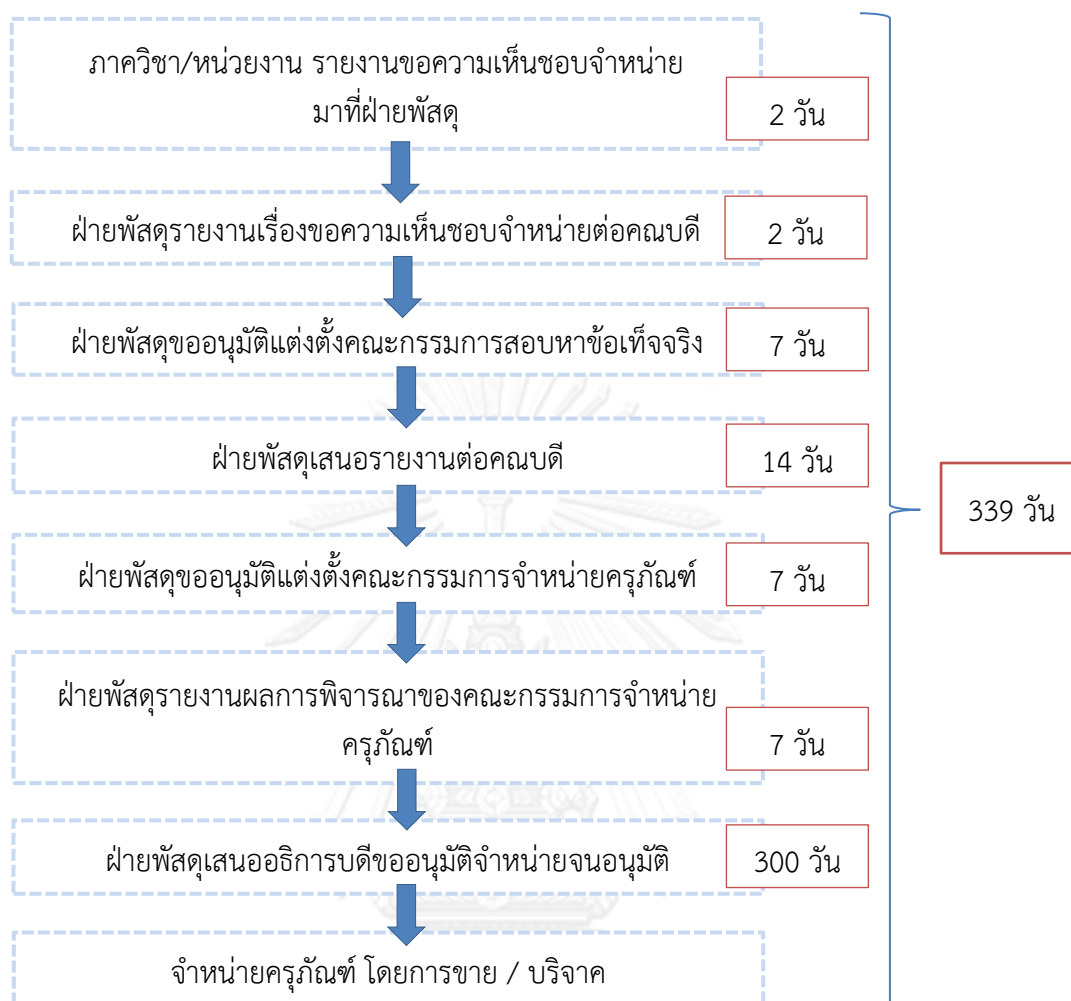 ภาควิชา/หน่วยงาน รายงานขอความเห็นชอบจำหน่าย
มาที่ฝ่ายพัสดุ
2 วัน
ฝ่ายพัสดุรายงานเรื่องขอความเห็นชอบจำหน่ายต่อคณบดี
2 วัน
ฝ่ายพัสดุขออนุมัติแต่งตั้งคณะกรรมการสอบหาข้อเท็จจริง
7 วัน
ฝ่ายพัสดุเสนอรายงานต่อคณบดี
14 วัน
339 วัน
ฝ่ายพัสดุขออนุมัติแต่งตั้งคณะกรรมการจำหน่ายครุภัณฑ์
7 วัน
ฝ่ายพัสดุรายงานผลการพิจารณาของคณะกรรมการจำหน่าย
ครุภัณฑ์
7 วัน
ฝ่ายพัสดุเสนออธิการบดีขออนุมัติจำหน่ายจนอนุมัติ
300 วัน
จำหน่ายครุภัณฑ์ โดยการขาย / บริจาค